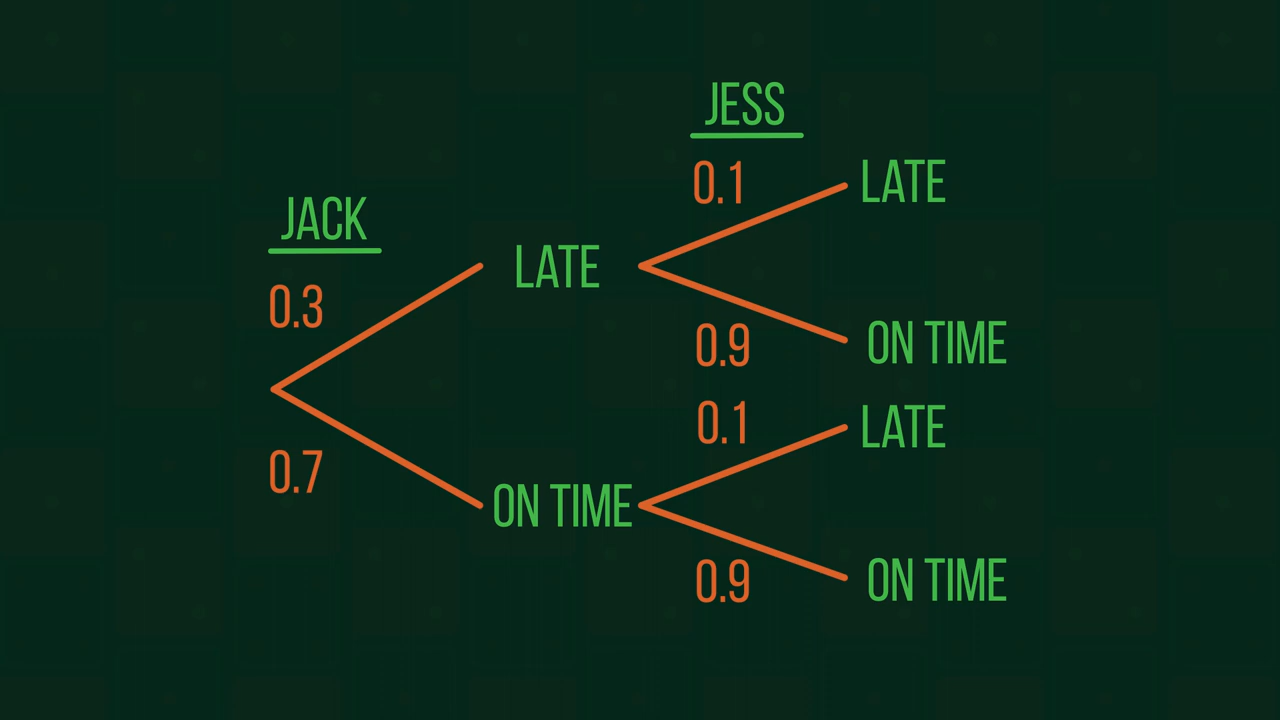 JACK
0.3
0.7
LATE
ON TIME
JESS
0.1
0.9
0.1
0.9
LATE
ON TIME
LATE
ON TIME